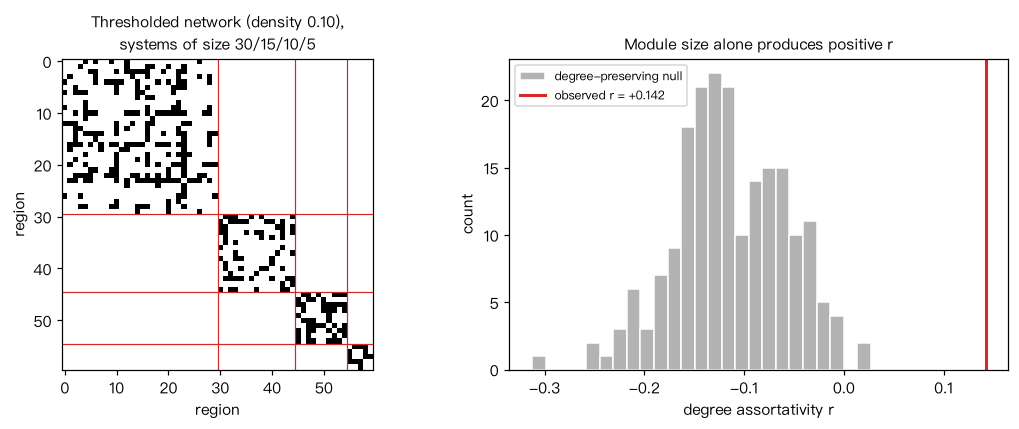 Thresholded network (density 0.10),
systems of size 30/15/10/5
0
10
20
30
40
50
region
0 10 20 30 40 50
region
Module size alone produces positive r
degree-preserving null
observed r = +0.142
20
15
10
5
0
count
−0.3 −0.2 −0.1 0.0 0.1
degree assortativity r